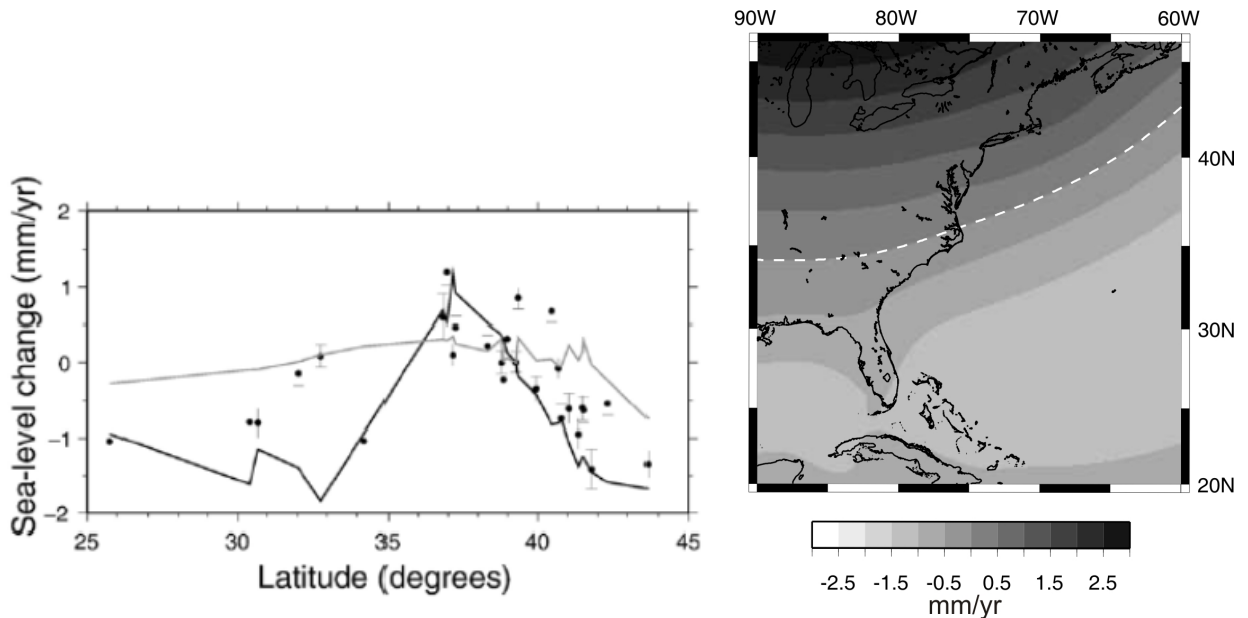 90W 80W 70W 60W
40N
30N
20N
-2.5 -1.5 -0.5 0.5 1.5 2.5
mm/yr
Sea-level change (mm/yr)
2
1
0
−1
−2
25 30 35 40 45
Latitude (degrees)